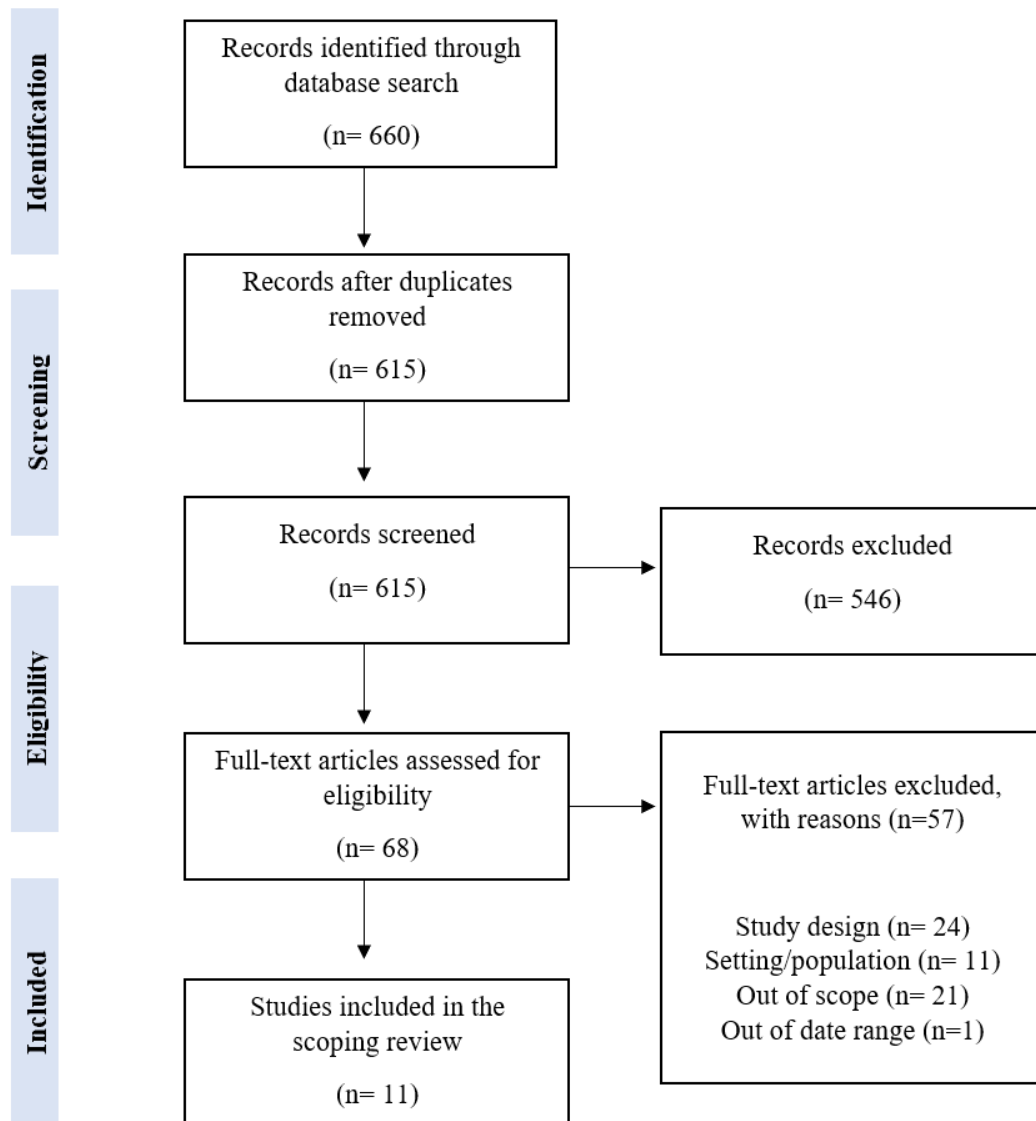 Identification
Records identified through
database search
(n= 660)
Screening
Records after duplicates
removed
(n= 615)
Records screened
(n= 615)
Records excluded
(n= 546)
Eligibility
Full-text articles assessed for
eligibility
(n= 68)
Full-text articles excluded,
with reasons (n=57)
Study design (n= 24)
Setting/population (n= 11)
Out of scope (n= 21)
Out of date range (n=1)
Included
Studies included in the
scoping review
(n= 11)